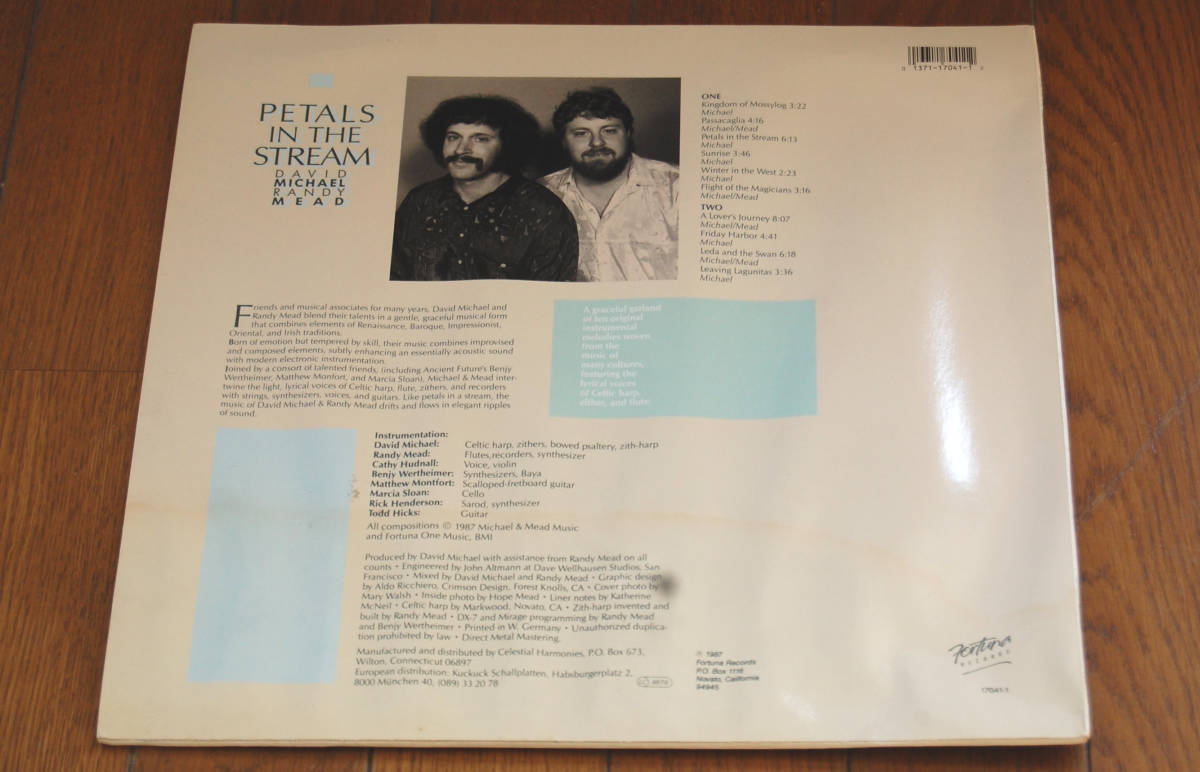 PETALS
IN THE
STREAM
DAVID
MICHAEL
RANDY
MEAD
0 1371-17041-1 2
ONE
Kingdom of Mossylog 3:22
Michael
Passacaglia 4:16
Michael/Mead
Petals in the Stream 6:13
Michael
Sunrise 3:46
Michael
Winter in the West 2:23
Michael
Flight of the Magicians 3:16
Michael/Mead
TWO
A Lover's Journey 8:07
Michael
Friday Harbor 4:41
Michael
Leda and the Swan 6:18
Michael/Mead
Leaving Lagunitas 3:36
Michael
Friends and musical associates for many years, David Michael and
Randy Mead blend their talents in a gentle, graceful musical form
that combines elements of Renaissance, Baroque, Impressionist,
Oriental, and Irish traditions.
Born of emotion but tempered by skill, their music combines improvised
and composed elements, subtly enhancing an essentially acoustic sound
with modern electronic instrumentation.
Joined by a consort of talented friends, (including Ancient Future's Benjy
Wertheimer, Matthew Monfort, and Marcia Sloan), Michael & Mead inter-
twine the light, lyrical voices of Celtic harp, flute, zithers, and recorders
with strings, synthesizers, voices, and guitars. Like petals in a stream, the
music of David Michael & Randy Mead drifts and flows in elegant ripples
of sound.
A graceful garland
of ten original
instrumental
melodies woven
from the
music of
many cultures,
featuring the
lyrical voices
of Celtic harp,
zither, and flute.
Instrumentation:
David Michael: Celtic harp, zithers, bowed psaltery, zith-harp
Randy Mead: Flutes,recorders, synthesizer
Cathy Hudnall: Voice, violin
Benjy Wertheimer: Synthesizers, Baya
Matthew Montfort: Scalloped-fretboard guitar
Marcia Sloan: Cello
Rick Henderson: Sarod, synthesizer
Todd Hicks: Guitar
All compositions © 1987 Michael & Mead Music
and Fortuna One Music, BMI
Produced by David Michael with assistance from Randy Mead on all
counts • Engineered by John Altmann at Dave Wellhausen Studios, San
Francisco • Mixed by David Michael and Randy Mead • Graphic design
by Aldo Ricchiero, Crimson Design, Forest Knolls, CA • Cover photo by
Mary Walsh • Inside photo by Hope Mead • Liner notes by Katherine
McNeil • Celtic harp by Markwood, Novato, CA • Zith-harp invented and
built by Randy Mead • DX-7 and Mirage programming by Randy Mead
and Benjy Wertheimer • Printed in W. Germany • Unauthorized duplica-
tion prohibited by law • Direct Metal Mastering.
Manufactured and distributed by Celestial Harmonies, P.O. Box 673,
Wilton, Connecticut 06897
European distribution: Kuckuck Schallplatten, Habsburgerplatz 2,
8000 München 40, (089) 33 20 78
℗ 1987
Fortuna Records
P.O. Box 1116
Novato, California
94945
Fortuna
RECORDS
17041-1